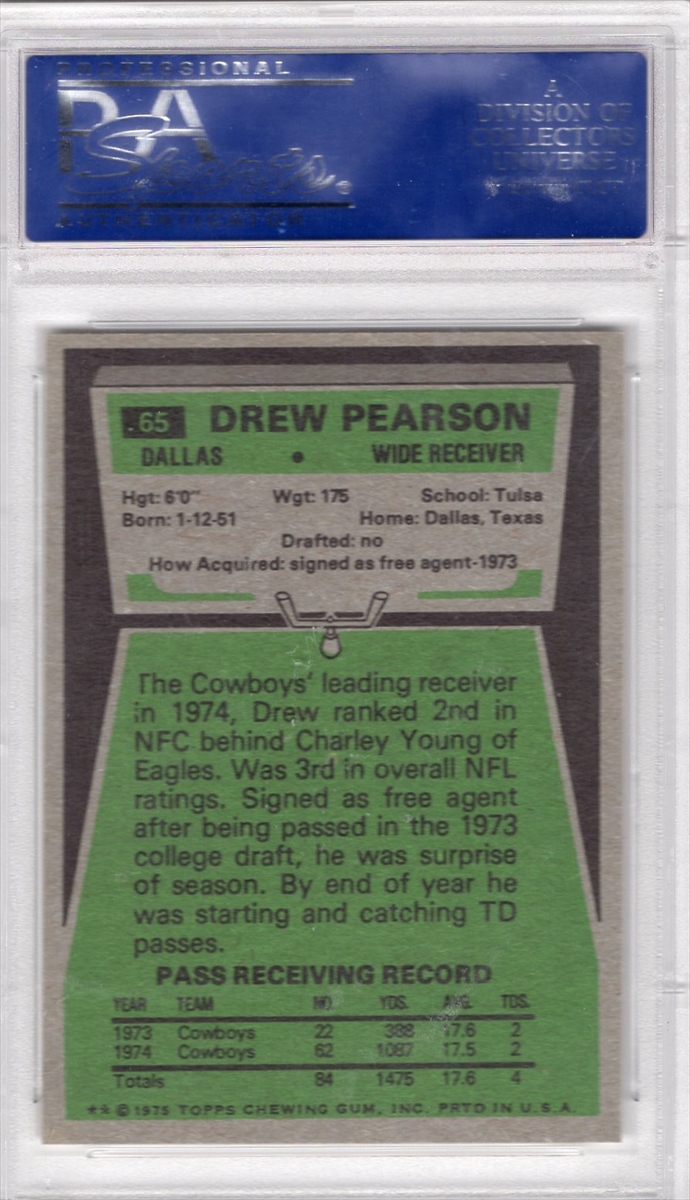 PROFESSIONAL
PSA
Sports®
AUTHENTICATOR
A
DIVISION OF
COLLECTORS
UNIVERSE
65 DREW PEARSON
DALLAS • WIDE RECEIVER
Hgt: 6'0" Wgt: 175 School: Tulsa
Born: 1-12-51 Home: Dallas, Texas
Drafted: no
How Acquired: signed as free agent-1973
The Cowboys' leading receiver
in 1974, Drew ranked 2nd in
NFC behind Charley Young of
Eagles. Was 3rd in overall NFL
ratings. Signed as free agent
after being passed in the 1973
college draft, he was surprise
of season. By end of year he
was starting and catching TD
passes.
PASS RECEIVING RECORD
YEAR TEAM NO. YDS. AVG. TDS.
1973 Cowboys 22 388 17.6 2
1974 Cowboys 62 1087 17.5 2
Totals 84 1475 17.6 4
** © 1975 TOPPS CHEWING GUM, INC. PRTD IN U.S.A.